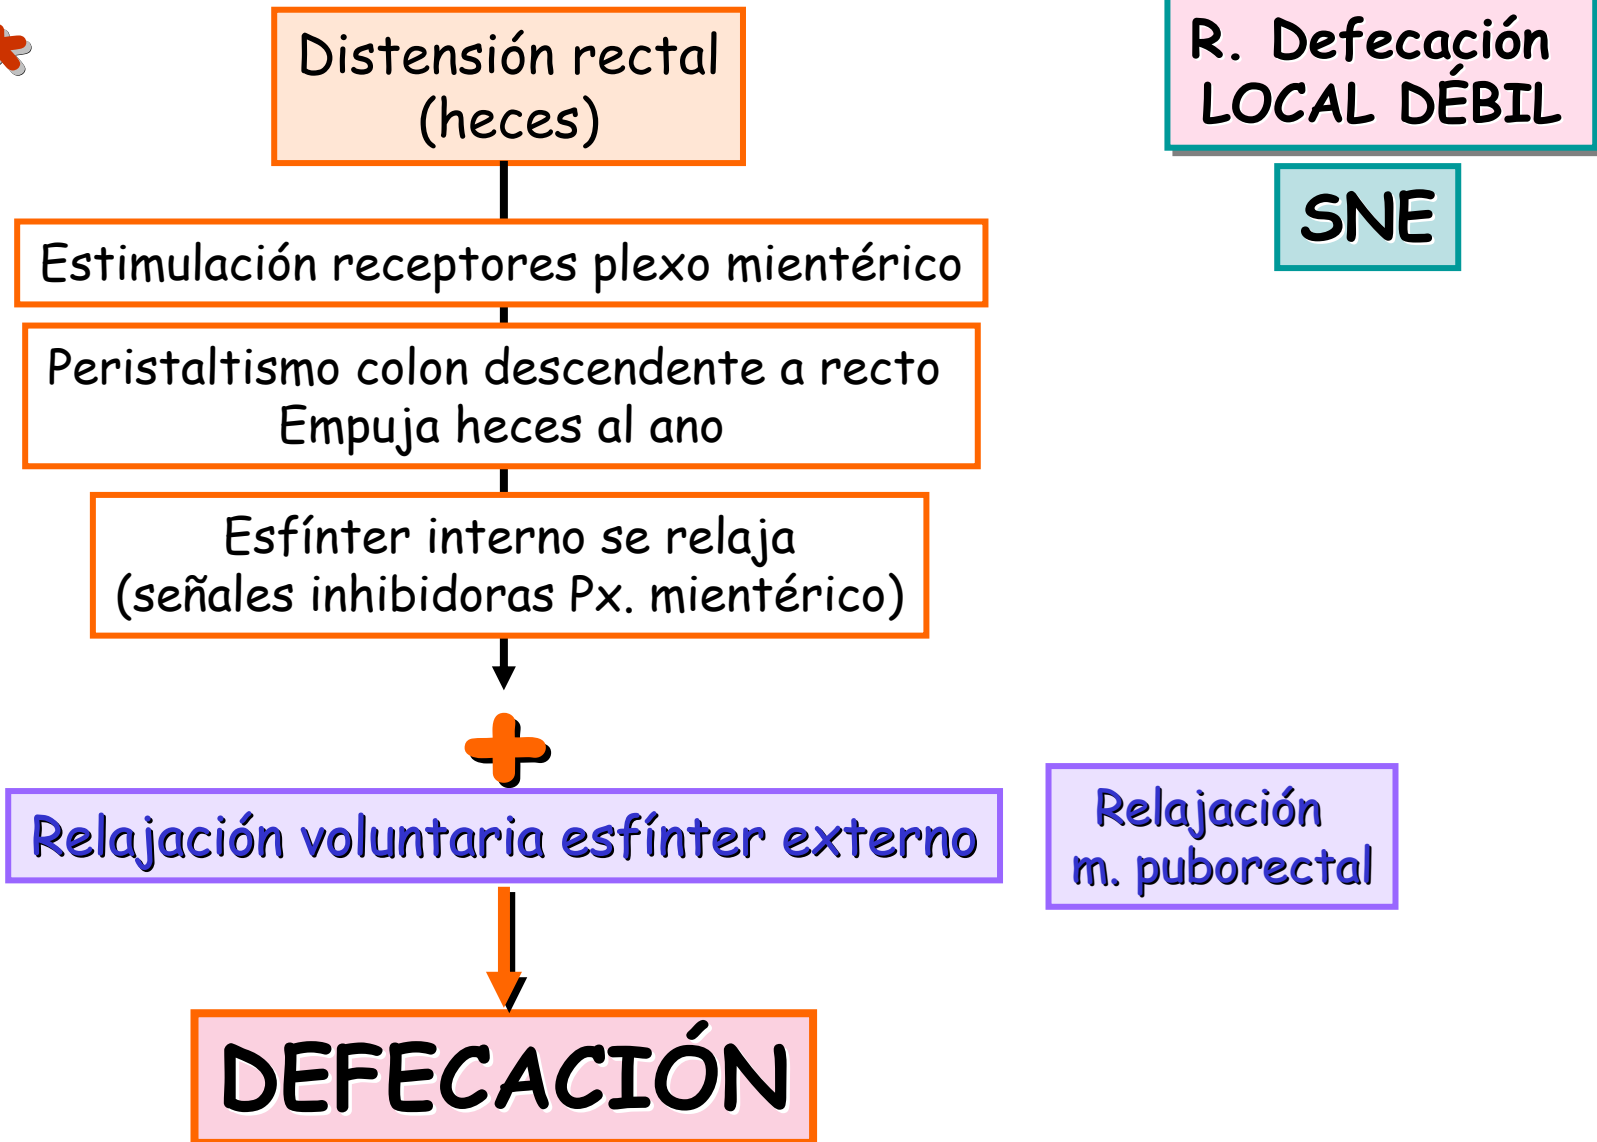 Distensión rectal
(heces)
R. Defecación
LOCAL DÉBIL
SNE
Estimulación receptores plexo mientérico
Peristaltismo colon descendente a recto
Empuja heces al ano
Esfínter interno se relaja
(señales inhibidoras Px. mientérico)
+
Relajación voluntaria esfínter externo
Relajación
m. puborectal
DEFECACIÓN